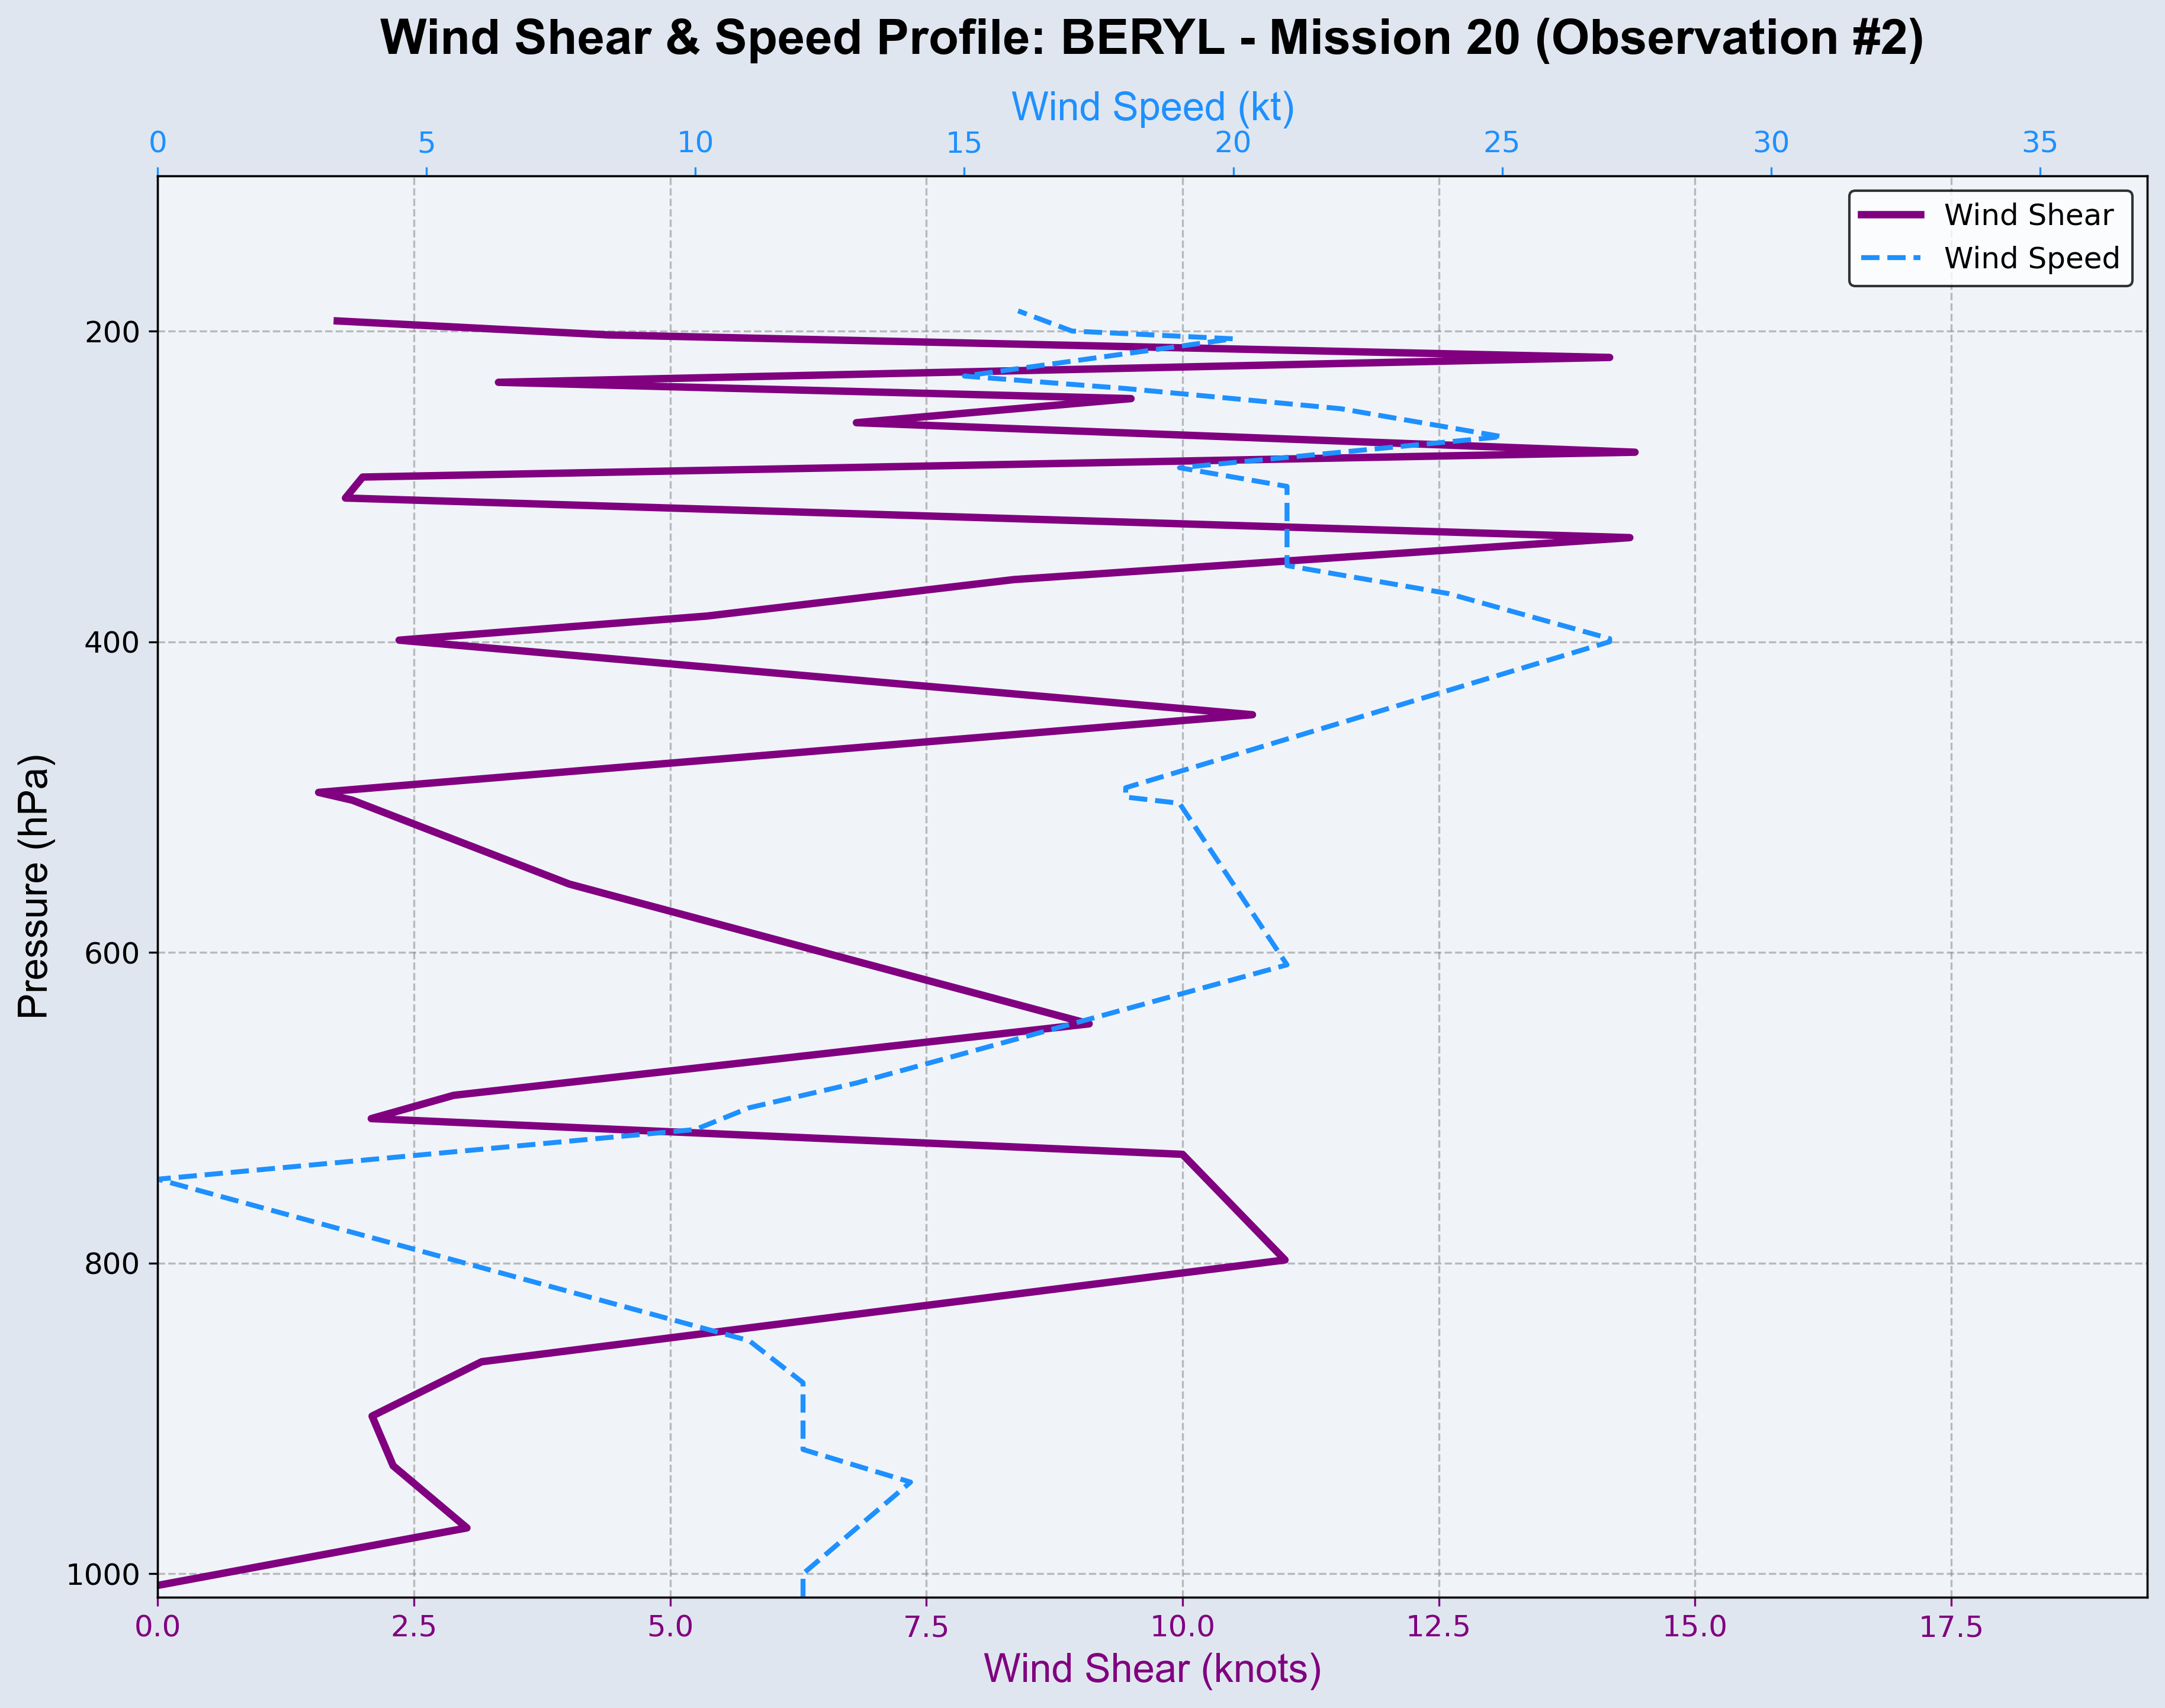 Wind Shear & Speed Profile: BERYL - Mission 20 (Observation #2)
Wind Speed (kt)
0 5 10 15 20 25 30 35
Wind Shear
Wind Speed
Pressure (hPa)
200
400
600
800
1000
0.0 2.5 5.0 7.5 10.0 12.5 15.0 17.5
Wind Shear (knots)